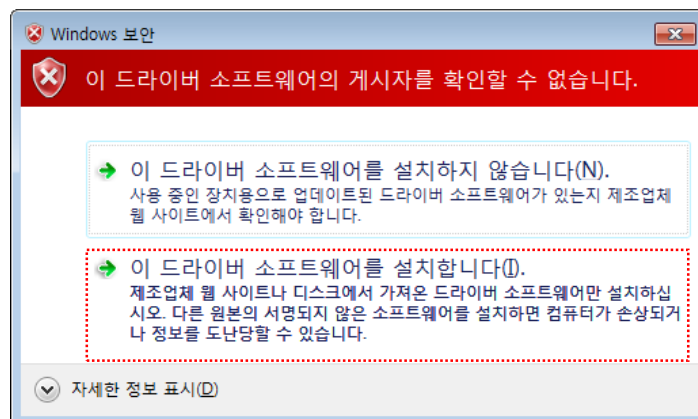 Windows 보안
이 드라이버 소프트웨어의 게시자를 확인할 수 없습니다.
이 드라이버 소프트웨어를 설치하지 않습니다(N).
사용 중인 장치용으로 업데이트된 드라이버 소프트웨어가 있는지 제조업체
웹 사이트에서 확인해야 합니다.
이 드라이버 소프트웨어를 설치합니다(I).
제조업체 웹 사이트나 디스크에서 가져온 드라이버 소프트웨어만 설치하십
시오. 다른 원본의 서명되지 않은 소프트웨어를 설치하면 컴퓨터가 손상되거
나 정보를 도난당할 수 있습니다.
자세한 정보 표시(D)